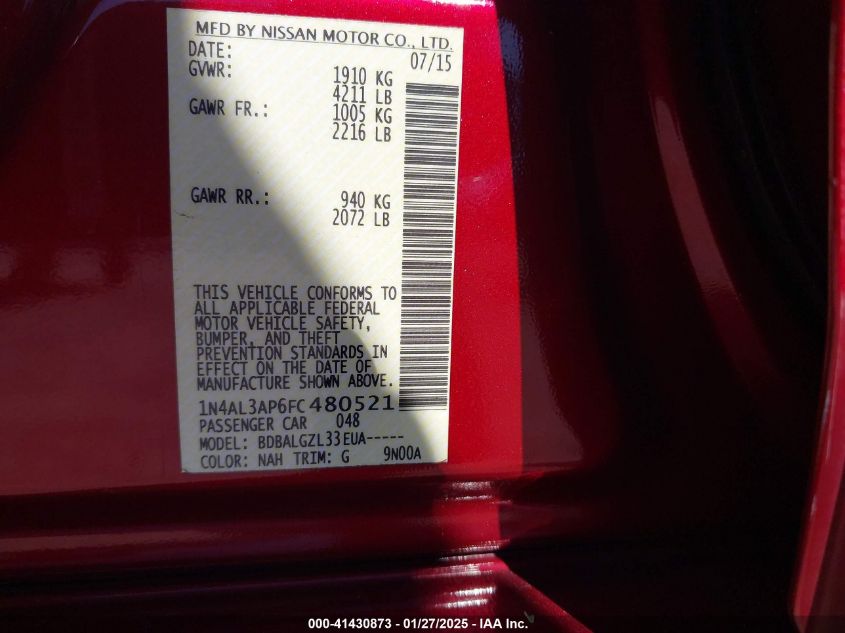 MFD BY NISSAN MOTOR CO., LTD.
DATE: 07/15
GVWR: 1910 KG
4211 LB
GAWR FR.: 1005 KG
2216 LB
GAWR RR.: 940 KG
2072 LB
THIS VEHICLE CONFORMS TO
ALL APPLICABLE FEDERAL
MOTOR VEHICLE SAFETY,
BUMPER, AND THEFT
PREVENTION STANDARDS IN
EFFECT ON THE DATE OF
MANUFACTURE SHOWN ABOVE.
1N4AL3AP6FC480521
PASSENGER CAR 048
MODEL: BDBALGZL33EUA-----
COLOR: NAH TRIM: G 9N00A
000-41430873 - 01/27/2025 - IAA Inc.